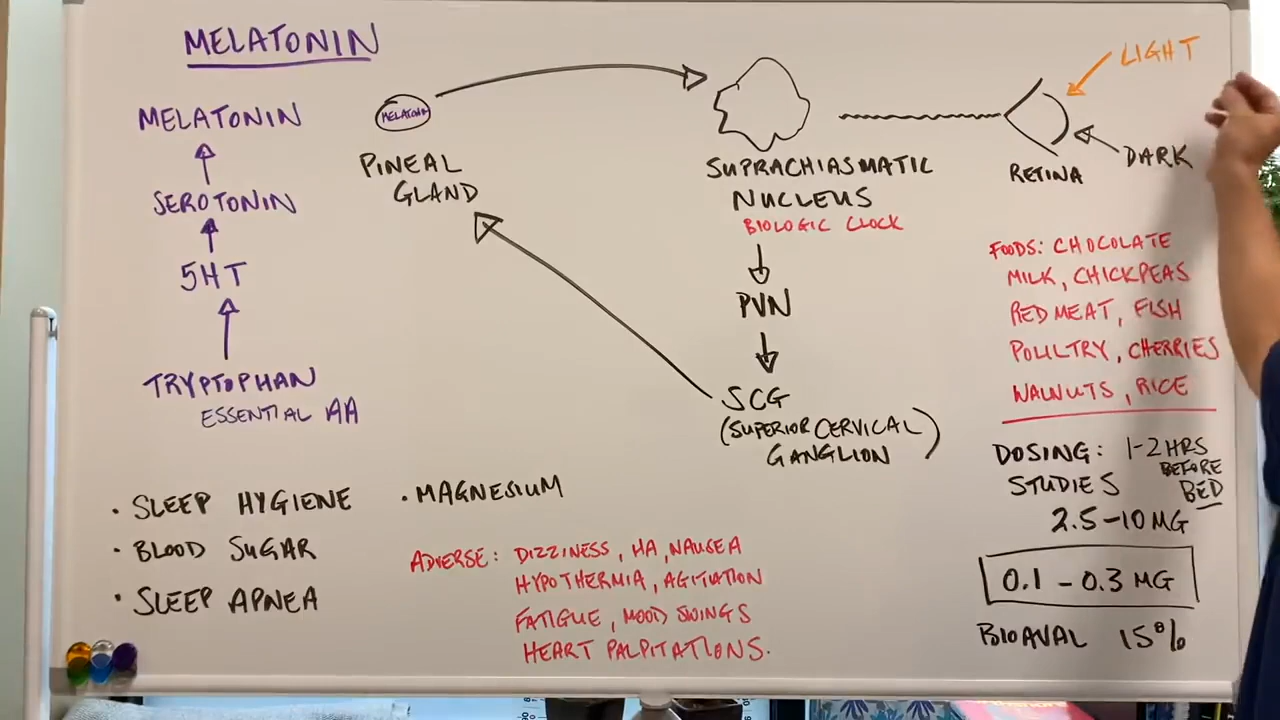 MELATONIN
MELATONIN
SEROTONIN
5HT
TRYPTOPHAN
ESSENTIAL AA
MELATONIN
PINEAL
GLAND
SUPRACHIASMATIC
NUCLEUS
BIOLOGIC CLOCK
PVN
SCG
(SUPERIOR CERVICAL
GANGLION)
LIGHT
DARK
RETINA
FOODS: CHOCOLATE
MILK, CHICKPEAS
RED MEAT, FISH
POULTRY, CHERRIES
WALNUTS, RICE
DOSING: 1-2 HRS
BEFORE
BED
STUDIES
2.5-10 MG
0.1 - 0.3 MG
BIOAVAL 15%
• SLEEP HYGIENE
• BLOOD SUGAR
• SLEEP APNEA
• MAGNESIUM
ADVERSE: DIZZINESS, HA, NAUSEA
HYPOTHERMIA, AGITATION
FATIGUE, MOOD SWINGS
HEART PALPITATIONS.